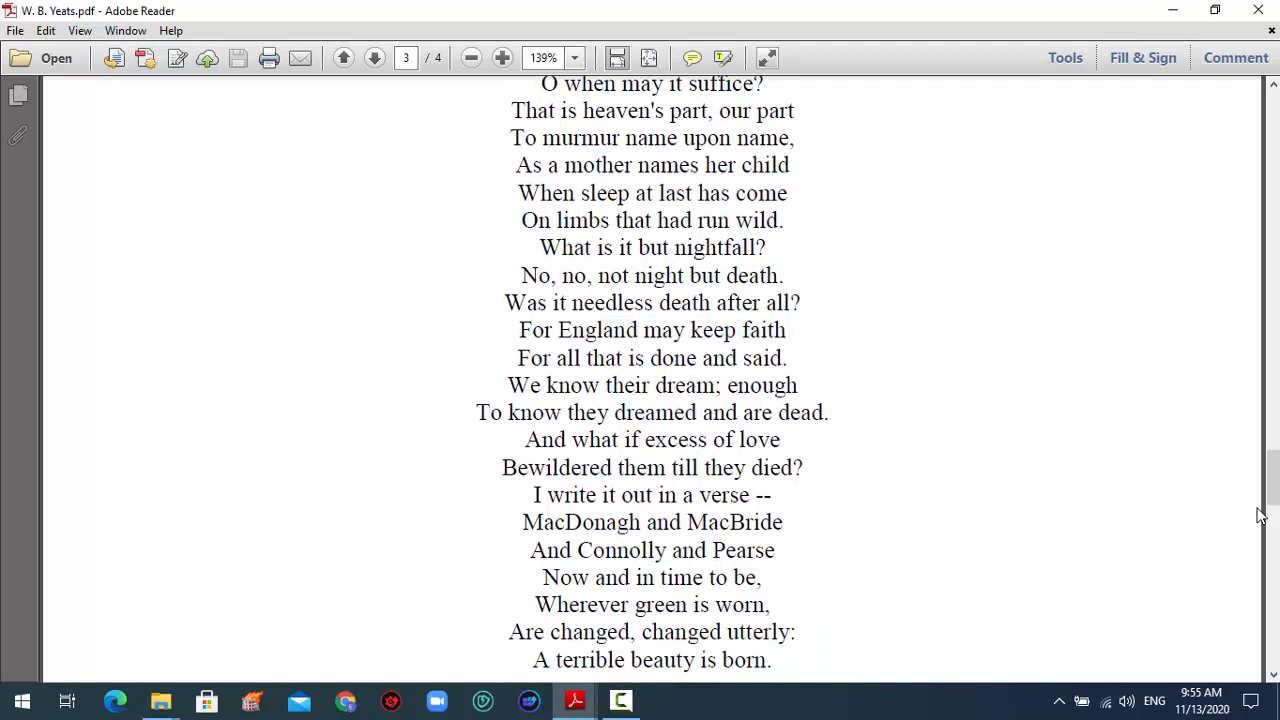 W. B. Yeats.pdf - Adobe Reader
File Edit View Window Help
Open 3 / 4 139% Tools Fill & Sign Comment
O when may it suffice?
That is heaven's part, our part
To murmur name upon name,
As a mother names her child
When sleep at last has come
On limbs that had run wild.
What is it but nightfall?
No, no, not night but death.
Was it needless death after all?
For England may keep faith
For all that is done and said.
We know their dream; enough
To know they dreamed and are dead.
And what if excess of love
Bewildered them till they died?
I write it out in a verse --
MacDonagh and MacBride
And Connolly and Pearse
Now and in time to be,
Wherever green is worn,
Are changed, changed utterly:
A terrible beauty is born.
ENG 9:55 AM
11/13/2020